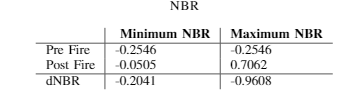 NBR
Minimum NBR Maximum NBR
Pre Fire -0.2546 -0.2546
Post Fire -0.0505 0.7062
dNBR -0.2041 -0.9608